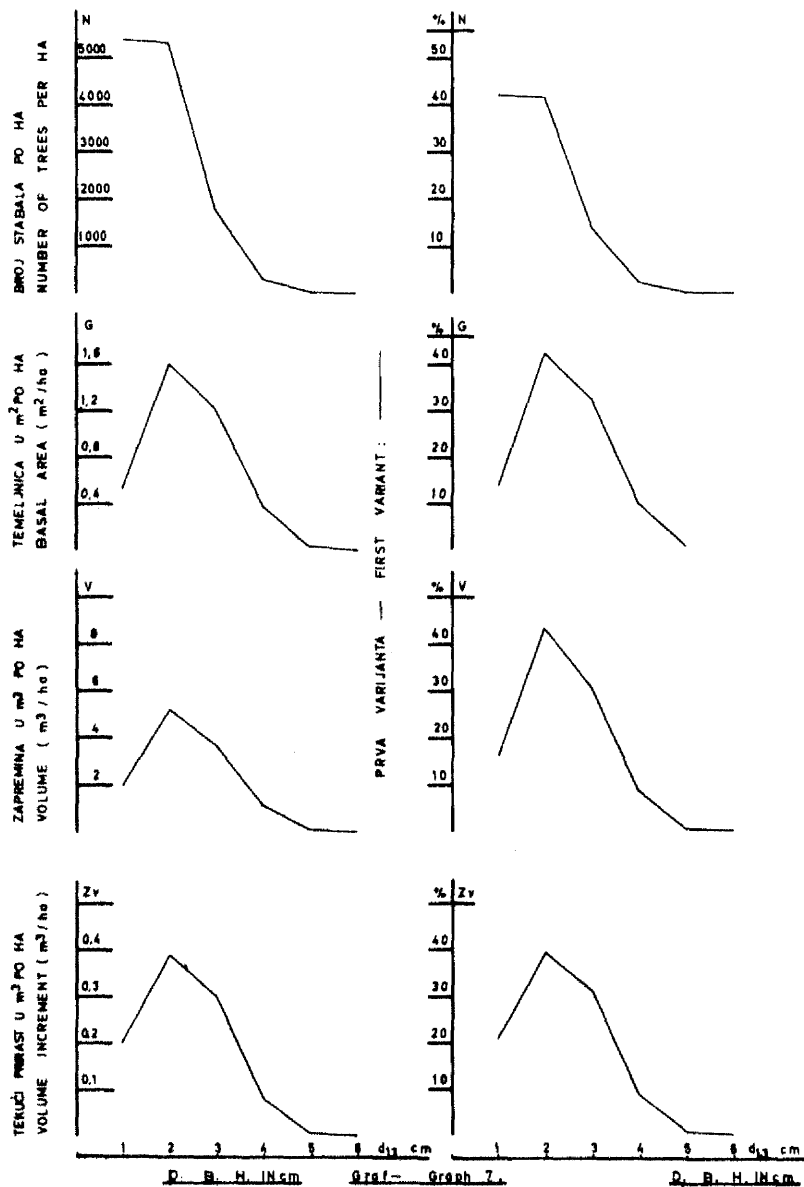 N
5000
4000
3000
2000
1000
BROJ STABALA PO HA
NUMBER OF TREES PER HA
% N
50
40
30
20
10
G
1,6
1,2
0,8
0,4
TEMELJNICA U m² PO HA
BASAL AREA (m²/ha)
% G
40
30
20
10
PRVA VARIJANTA — FIRST VARIANT:
V
8
6
4
2
ZAPREMINA U m³ PO HA
VOLUME (m³/ha)
% V
40
30
20
10
Zv
0,4
0,3
0,2
0,1
TEKUĆI PRIRAST U m³ PO HA
VOLUME INCREMENT (m³/ha)
% Zv
40
30
20
10
1 2 3 4 5 6 d1,3 cm
1 2 3 4 5 6 d1,3 cm
D. B. H. IN cm Graf– Graph 7. D. B. H. IN cm